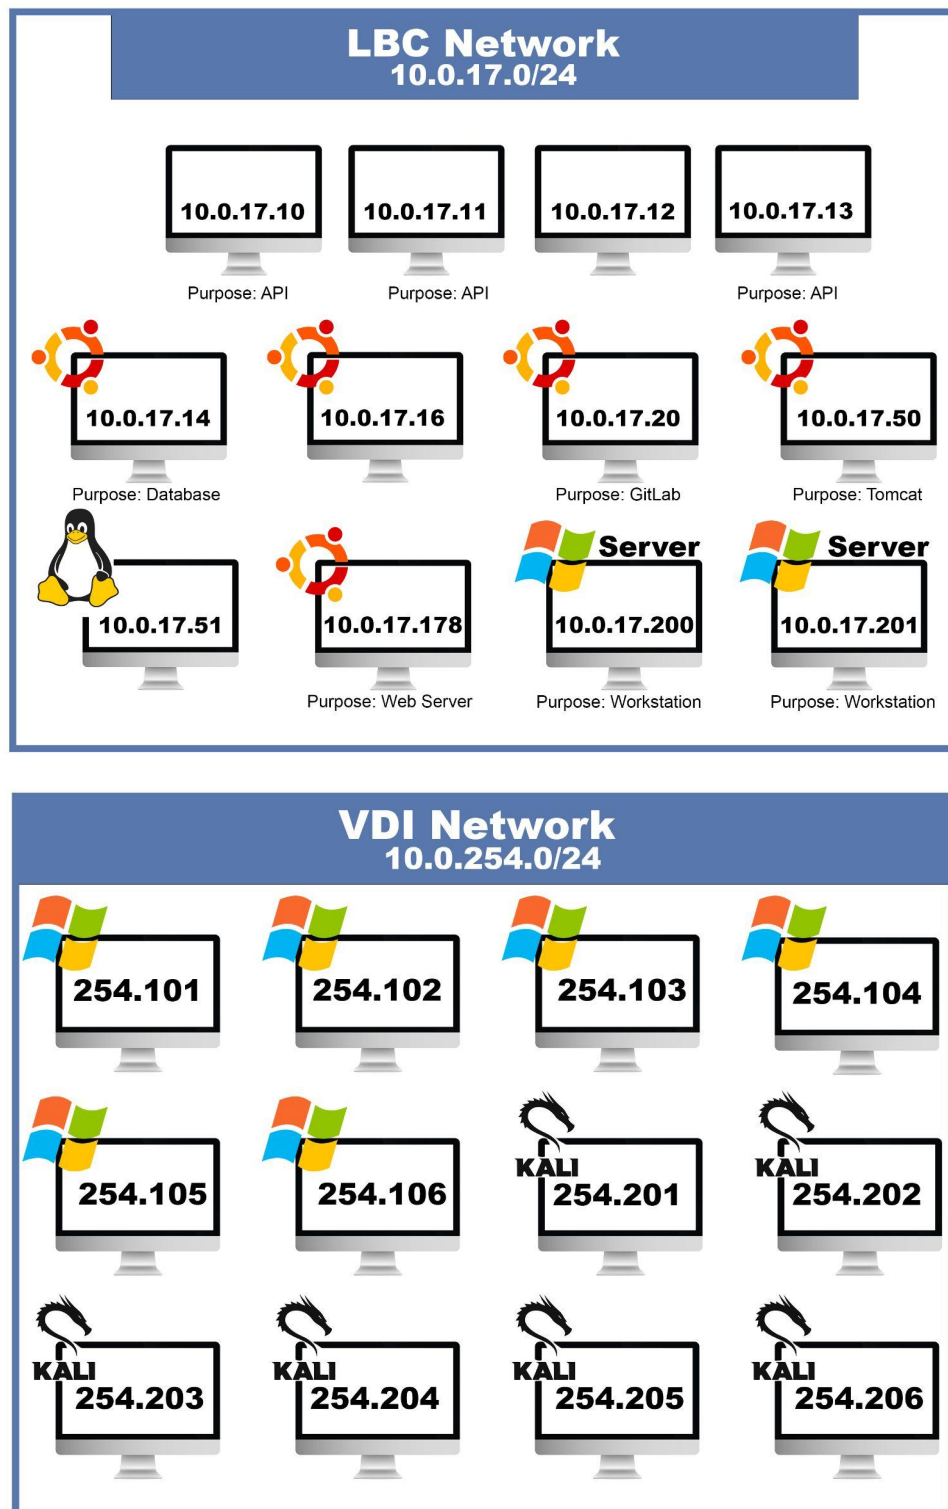 LBC Network
10.0.17.0/24
10.0.17.10
10.0.17.11
10.0.17.12
10.0.17.13
Purpose: API
Purpose: API
Purpose: API
10.0.17.14
10.0.17.16
10.0.17.20
10.0.17.50
Purpose: Database
Purpose: GitLab
Purpose: Tomcat
Server
Server
10.0.17.51
10.0.17.178
10.0.17.200
10.0.17.201
Purpose: Web Server
Purpose: Workstation
Purpose: Workstation
VDI Network
10.0.254.0/24
254.101
254.102
254.103
254.104
KALI
KALI
254.105
254.106
254.201
254.202
KALI
KALI
KALI
KALI
254.203
254.204
254.205
254.206